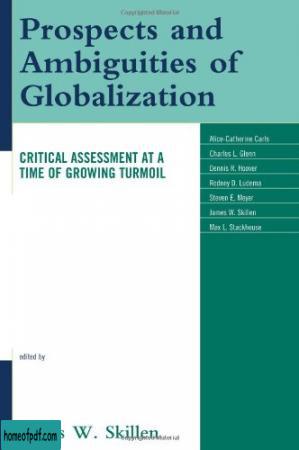 Prospects and
Ambiguities of
Globalization
CRITICAL ASSESSMENT AT A
TIME OF GROWING TURMOIL
Alice-Catherine Carls
Charles L. Glenn
Dennis R. Hoover
Rodney D. Ludema
Steven E. Meyer
James W. Skillen
Max L. Stackhouse
edited by
s W. Skillen
homeofpdf.com